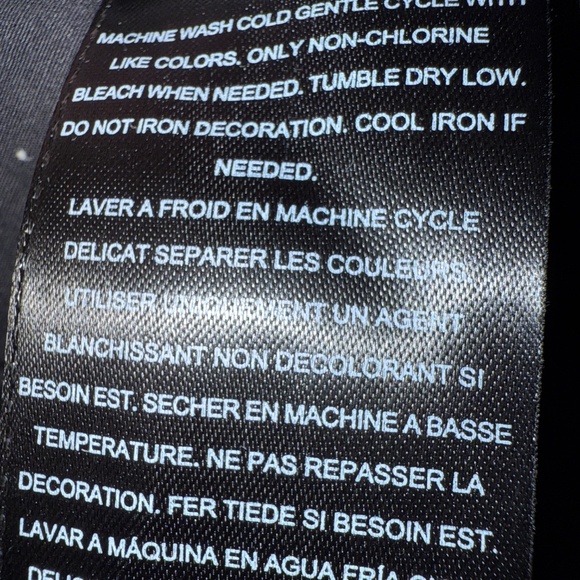 MACHINE WASH COLD GENTLE CYCLE WITH
LIKE COLORS. ONLY NON-CHLORINE
BLEACH WHEN NEEDED. TUMBLE DRY LOW.
DO NOT IRON DECORATION. COOL IRON IF
NEEDED.
LAVER A FROID EN MACHINE CYCLE
DELICAT SEPARER LES COULEURS.
UTILISER UNIQUEMENT UN AGENT
BLANCHISSANT NON DECOLORANT SI
BESOIN EST. SECHER EN MACHINE A BASSE
TEMPERATURE. NE PAS REPASSER LA
DECORATION. FER TIEDE SI BESOIN EST.
LAVAR A MÁQUINA EN AGUA FRÍA